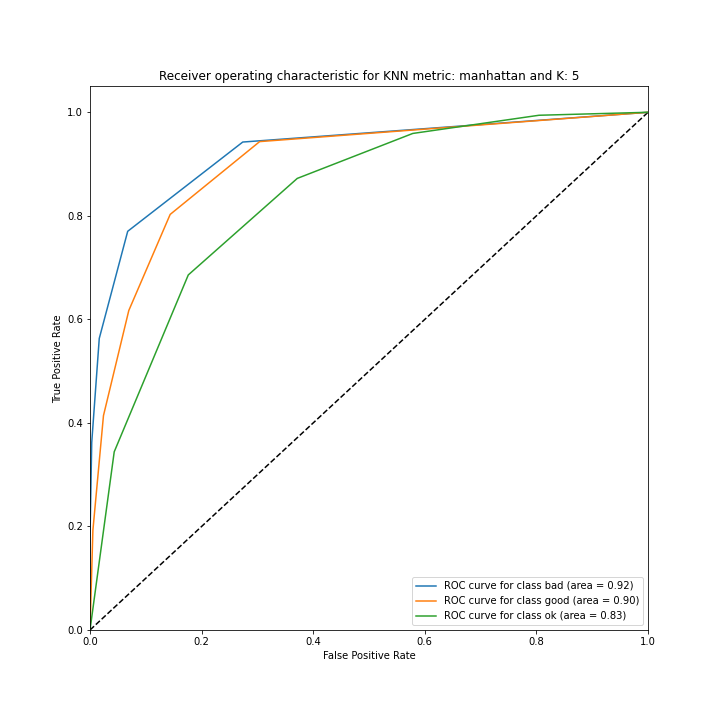 Receiver operating characteristic for KNN metric: manhattan and K: 5
1.0
0.8
0.6
0.4
0.2
0.0
True Positive Rate
0.0 0.2 0.4 0.6 0.8 1.0
False Positive Rate
ROC curve for class bad (area = 0.92)
ROC curve for class good (area = 0.90)
ROC curve for class ok (area = 0.83)